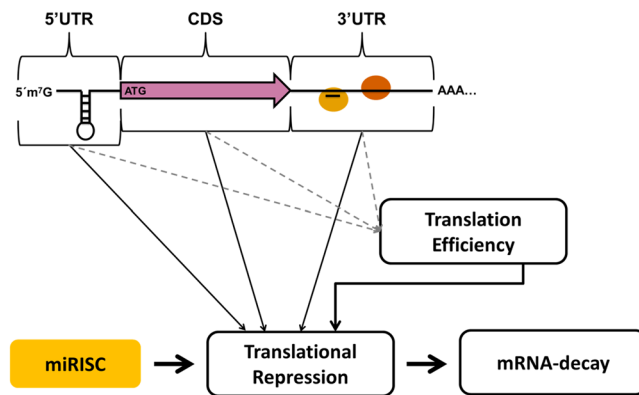 5'UTR CDS 3'UTR
5´m⁷G ATG AAA...
Translation
Efficiency
miRISC
Translational
Repression
mRNA-decay